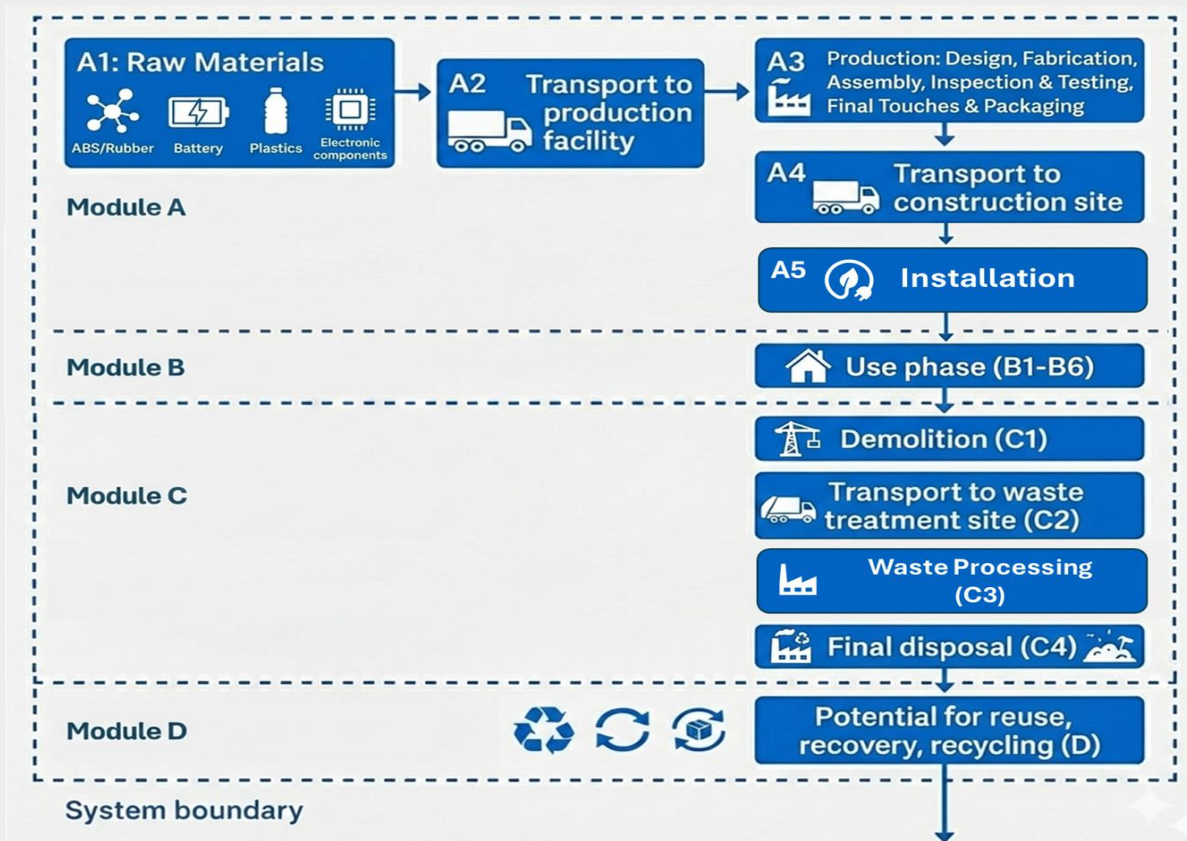 A1: Raw Materials
ABS/Rubber
Battery
Plastics
Electronic
components
A2
Transport to
production
facility
A3
Production: Design, Fabrication,
Assembly, Inspection & Testing,
Final Touches & Packaging
A4
Transport to
construction site
Module A
A5
Installation
Module B
Use phase (B1-B6)
Demolition (C1)
Module C
Transport to waste
treatment site (C2)
Waste Processing
(C3)
Final disposal (C4)
Module D
Potential for reuse,
recovery, recycling (D)
System boundary